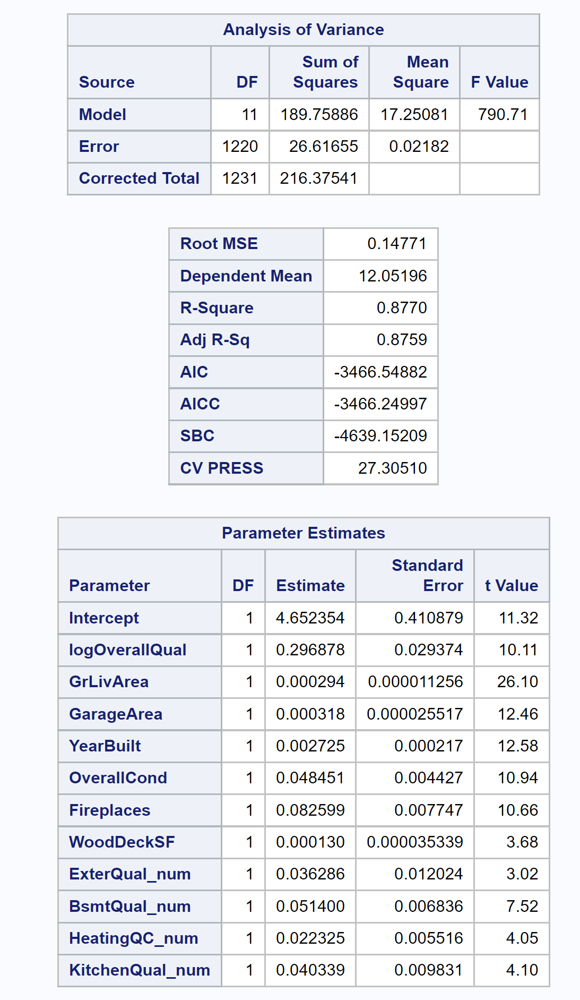 Analysis of Variance
Source DF Sum of Squares Mean Square F Value
Model 11 189.75886 17.25081 790.71
Error 1220 26.61655 0.02182
Corrected Total 1231 216.37541
Root MSE 0.14771
Dependent Mean 12.05196
R-Square 0.8770
Adj R-Sq 0.8759
AIC -3466.54882
AICC -3466.24997
SBC -4639.15209
CV PRESS 27.30510
Parameter Estimates
Parameter DF Estimate Standard Error t Value
Intercept 1 4.652354 0.410879 11.32
logOverallQual 1 0.296878 0.029374 10.11
GrLivArea 1 0.000294 0.000011256 26.10
GarageArea 1 0.000318 0.000025517 12.46
YearBuilt 1 0.002725 0.000217 12.58
OverallCond 1 0.048451 0.004427 10.94
Fireplaces 1 0.082599 0.007747 10.66
WoodDeckSF 1 0.000130 0.000035339 3.68
ExterQual_num 1 0.036286 0.012024 3.02
BsmtQual_num 1 0.051400 0.006836 7.52
HeatingQC_num 1 0.022325 0.005516 4.05
KitchenQual_num 1 0.040339 0.009831 4.10